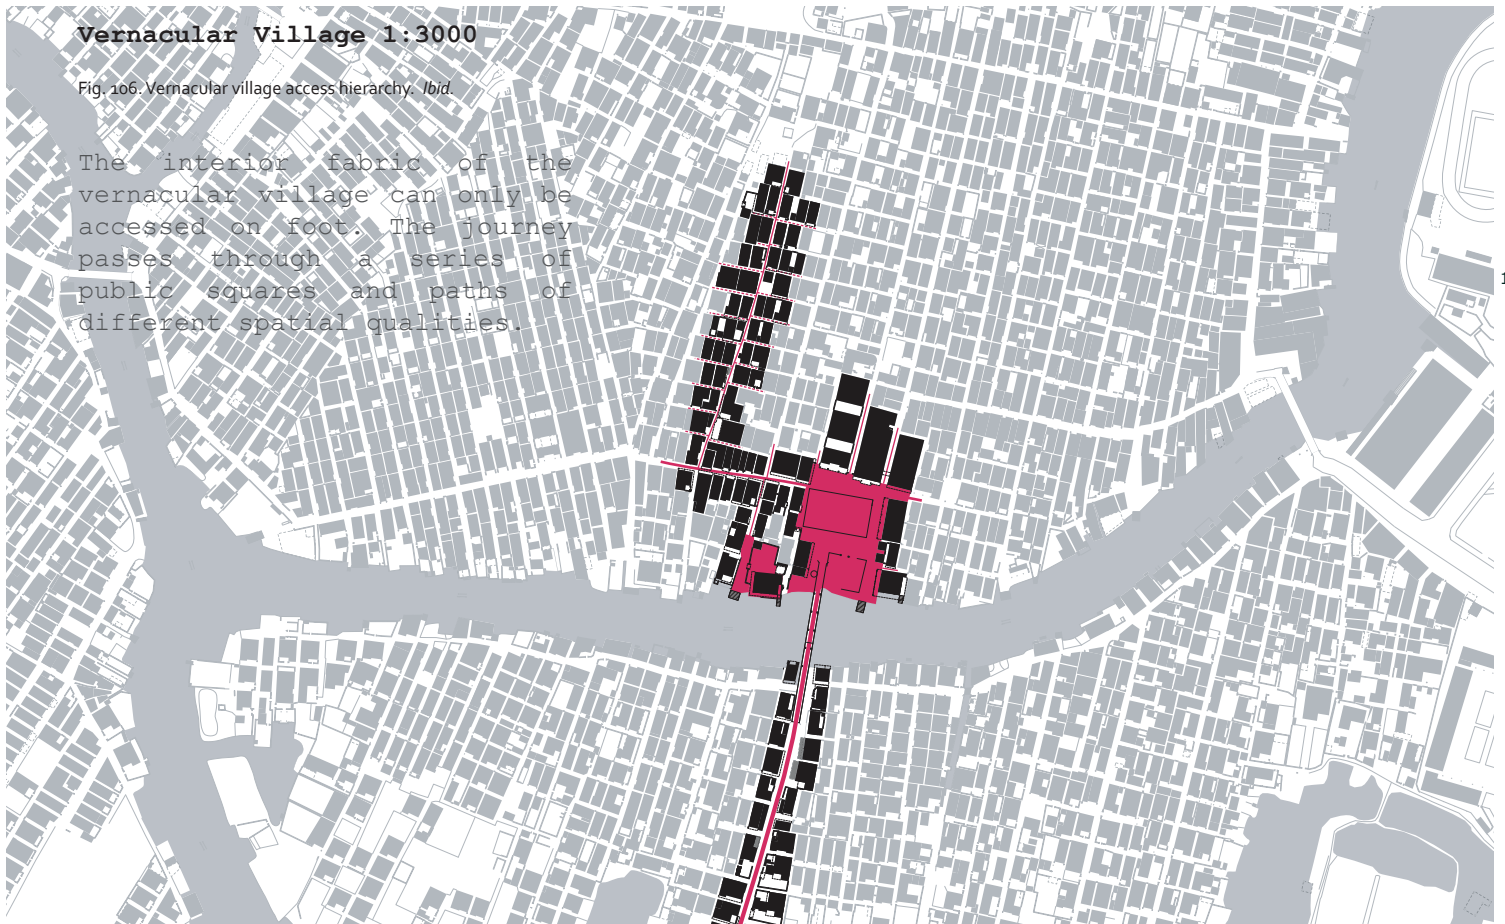 Vernacular Village 1:3000
Fig. 106. Vernacular village access hierarchy. Ibid.
The interior fabric of the
vernacular village can only be
accessed on foot. The journey
passes through a series of
public squares and paths of
different spatial qualities.
1